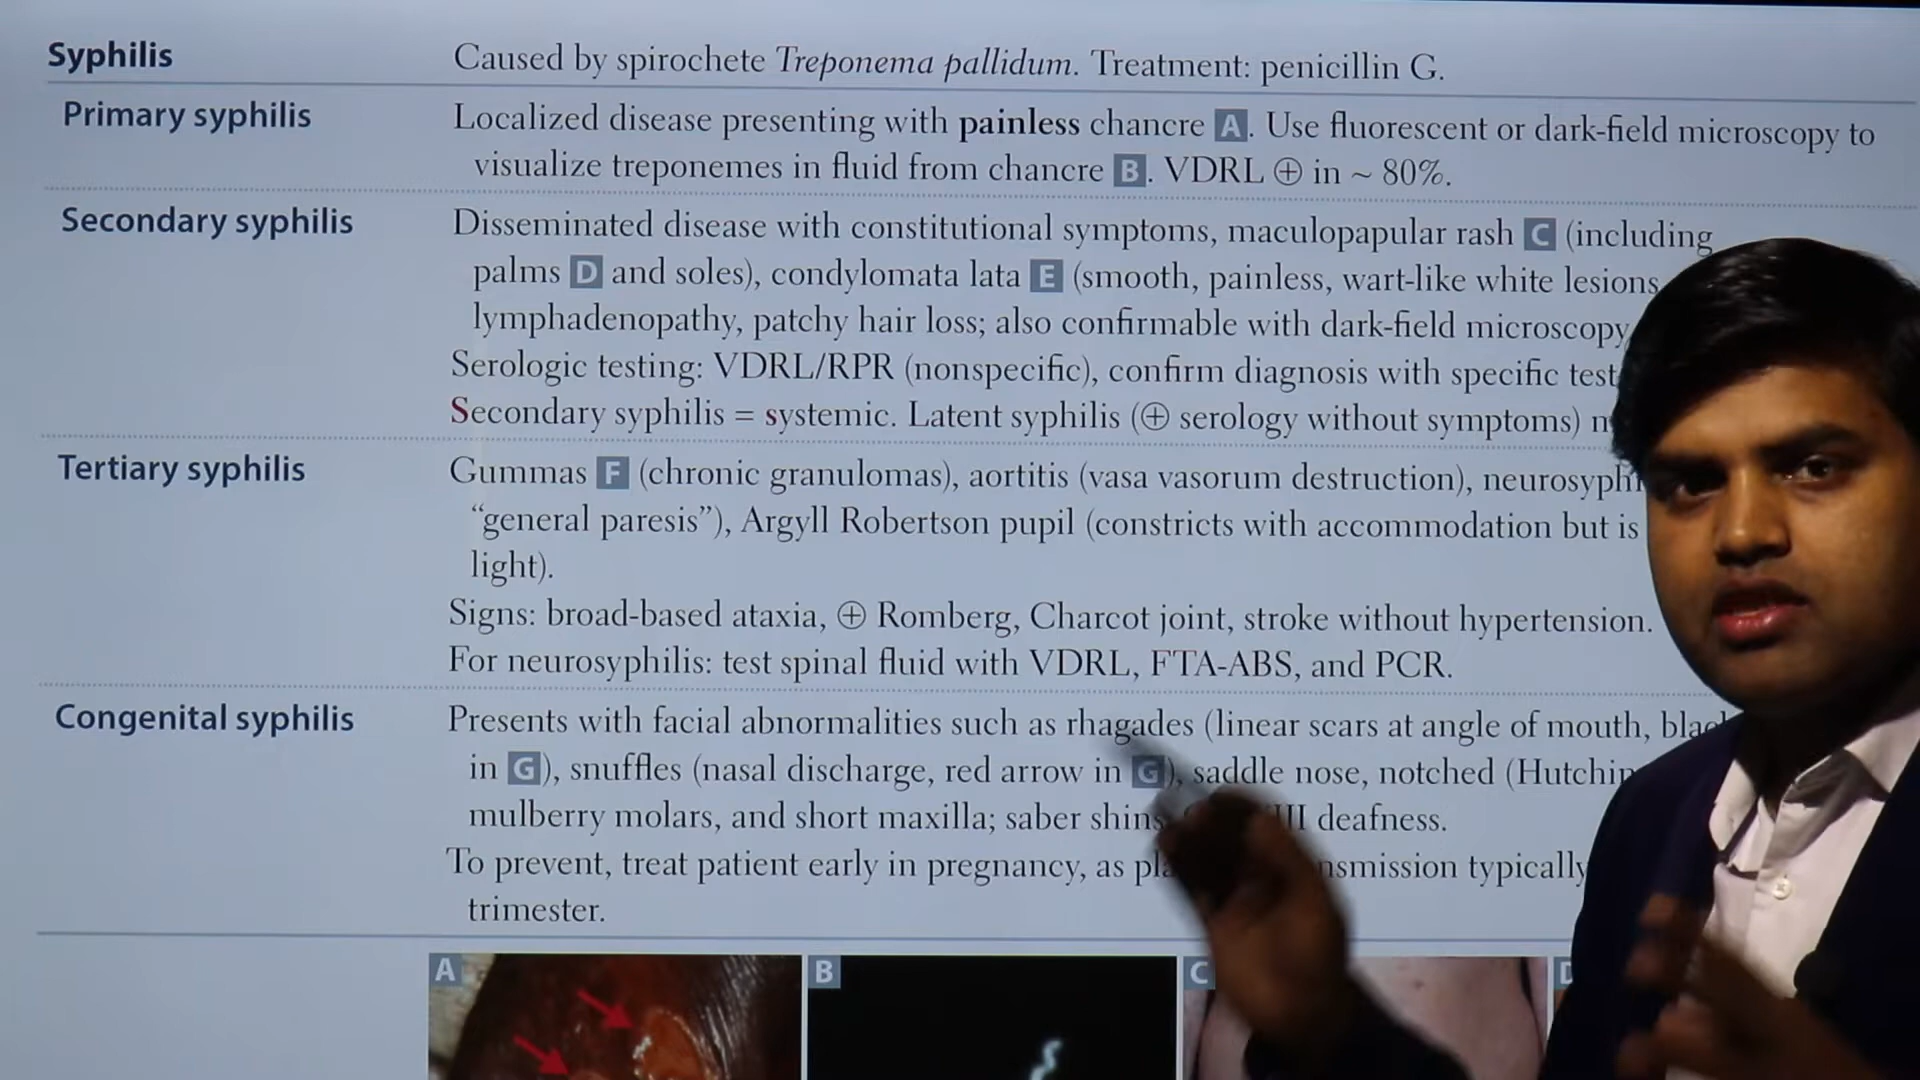 Syphilis Caused by spirochete Treponema pallidum. Treatment: penicillin G.
Primary syphilis Localized disease presenting with painless chancre A. Use fluorescent or dark-field microscopy to
visualize treponemes in fluid from chancre B. VDRL ⊕ in ~ 80%.
Secondary syphilis Disseminated disease with constitutional symptoms, maculopapular rash C (including
palms D and soles), condylomata lata E (smooth, painless, wart-like white lesions
lymphadenopathy, patchy hair loss; also confirmable with dark-field microscopy
Serologic testing: VDRL/RPR (nonspecific), confirm diagnosis with specific test
Secondary syphilis = systemic. Latent syphilis (⊕ serology without symptoms)
Tertiary syphilis Gummas F (chronic granulomas), aortitis (vasa vasorum destruction),
“general paresis”), Argyll Robertson pupil (constricts with accommodation but is
light).
Signs: broad-based ataxia, ⊕ Romberg, Charcot joint, stroke without hypertension.
For neurosyphilis: test spinal fluid with VDRL, FTA-ABS, and PCR.
Congenital syphilis Presents with facial abnormalities such as rhagades (linear scars at angle of mouth,
in G), snuffles (nasal discharge, red arrow in G), saddle nose, notched
mulberry molars, and short maxilla; saber shins deafness.
To prevent, treat patient early in pregnancy, as typically
trimester.
A B C D